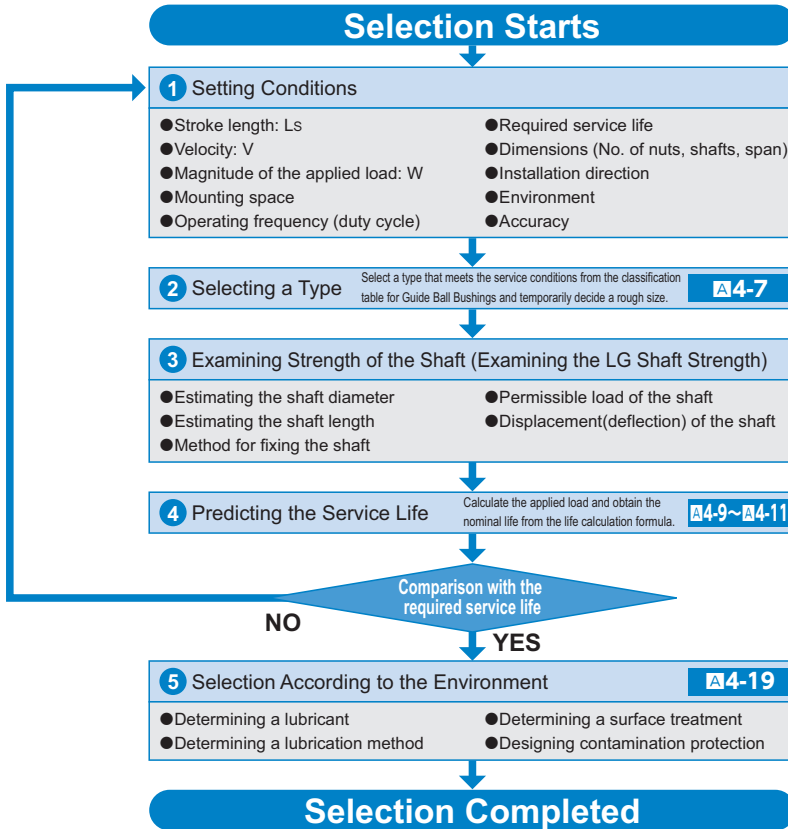 Selection Starts
1 Setting Conditions
●Stroke length: Ls
●Velocity: V
●Magnitude of the applied load: W
●Mounting space
●Operating frequency (duty cycle)
●Required service life
●Dimensions (No. of nuts, shafts, span)
●Installation direction
●Environment
●Accuracy
2 Selecting a Type
Select a type that meets the service conditions from the classification
table for Guide Ball Bushings and temporarily decide a rough size.
A4-7
3 Examining Strength of the Shaft (Examining the LG Shaft Strength)
●Estimating the shaft diameter
●Estimating the shaft length
●Method for fixing the shaft
●Permissible load of the shaft
●Displacement(deflection) of the shaft
4 Predicting the Service Life
Calculate the applied load and obtain the
nominal life from the life calculation formula.
A4-9~A4-11
Comparison with the
required service life
NO
YES
5 Selection According to the Environment
A4-19
●Determining a lubricant
●Determining a lubrication method
●Determining a surface treatment
●Designing contamination protection
Selection Completed